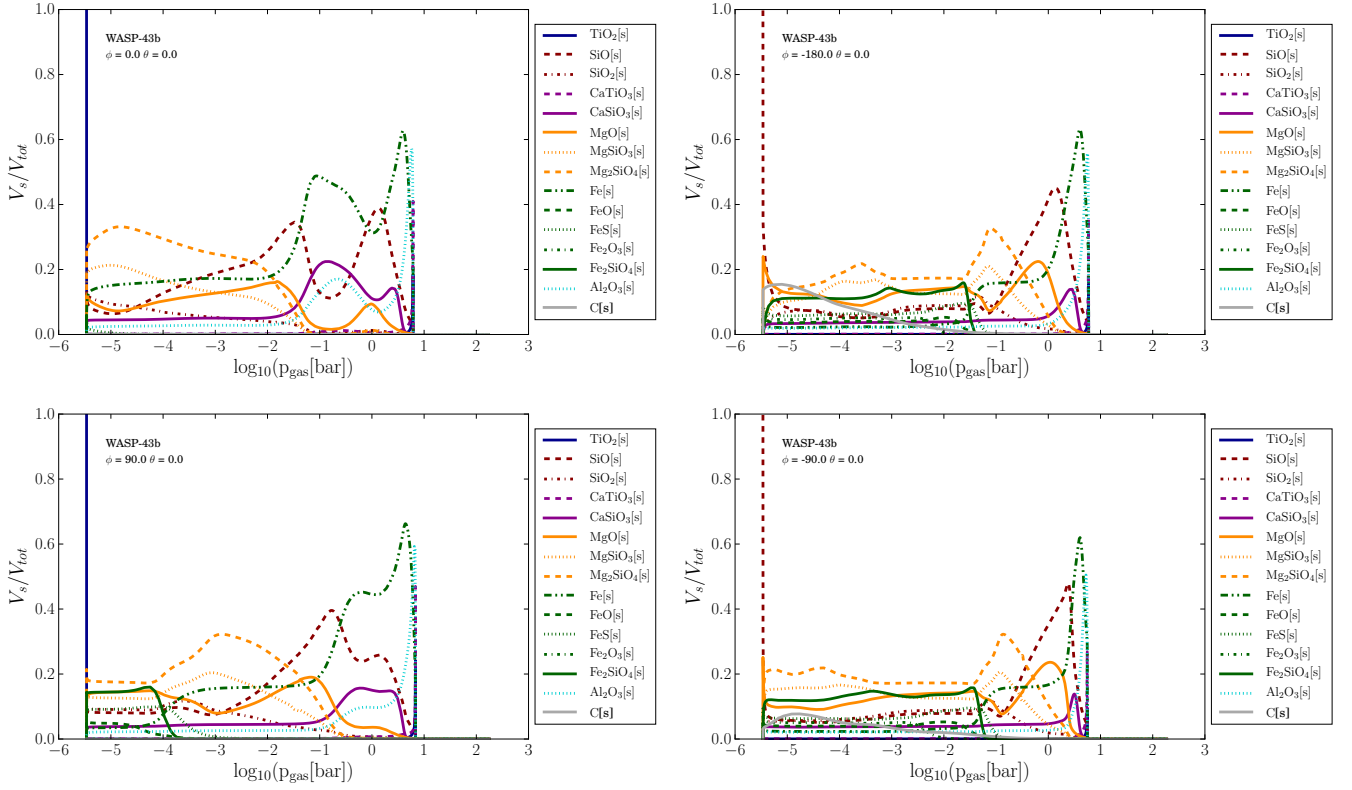 WASP-43b
ϕ = 0.0 θ = 0.0
V_s/V_tot
1.0
0.8
0.6
0.4
0.2
0.0
−6 −5 −4 −3 −2 −1 0 1 2 3
log₁₀(p_gas[bar])
TiO₂[s]
SiO[s]
SiO₂[s]
CaTiO₃[s]
CaSiO₃[s]
MgO[s]
MgSiO₃[s]
Mg₂SiO₄[s]
Fe[s]
FeO[s]
FeS[s]
Fe₂O₃[s]
Fe₂SiO₄[s]
Al₂O₃[s]
C[s]
WASP-43b
ϕ = -180.0 θ = 0.0
V_s/V_tot
1.0
0.8
0.6
0.4
0.2
0.0
−6 −5 −4 −3 −2 −1 0 1 2 3
log₁₀(p_gas[bar])
TiO₂[s]
SiO[s]
SiO₂[s]
CaTiO₃[s]
CaSiO₃[s]
MgO[s]
MgSiO₃[s]
Mg₂SiO₄[s]
Fe[s]
FeO[s]
FeS[s]
Fe₂O₃[s]
Fe₂SiO₄[s]
Al₂O₃[s]
C[s]
WASP-43b
ϕ = 90.0 θ = 0.0
V_s/V_tot
1.0
0.8
0.6
0.4
0.2
0.0
−6 −5 −4 −3 −2 −1 0 1 2 3
log₁₀(p_gas[bar])
TiO₂[s]
SiO[s]
SiO₂[s]
CaTiO₃[s]
CaSiO₃[s]
MgO[s]
MgSiO₃[s]
Mg₂SiO₄[s]
Fe[s]
FeO[s]
FeS[s]
Fe₂O₃[s]
Fe₂SiO₄[s]
Al₂O₃[s]
C[s]
WASP-43b
ϕ = -90.0 θ = 0.0
V_s/V_tot
1.0
0.8
0.6
0.4
0.2
0.0
−6 −5 −4 −3 −2 −1 0 1 2 3
log₁₀(p_gas[bar])
TiO₂[s]
SiO[s]
SiO₂[s]
CaTiO₃[s]
CaSiO₃[s]
MgO[s]
MgSiO₃[s]
Mg₂SiO₄[s]
Fe[s]
FeO[s]
FeS[s]
Fe₂O₃[s]
Fe₂SiO₄[s]
Al₂O₃[s]
C[s]